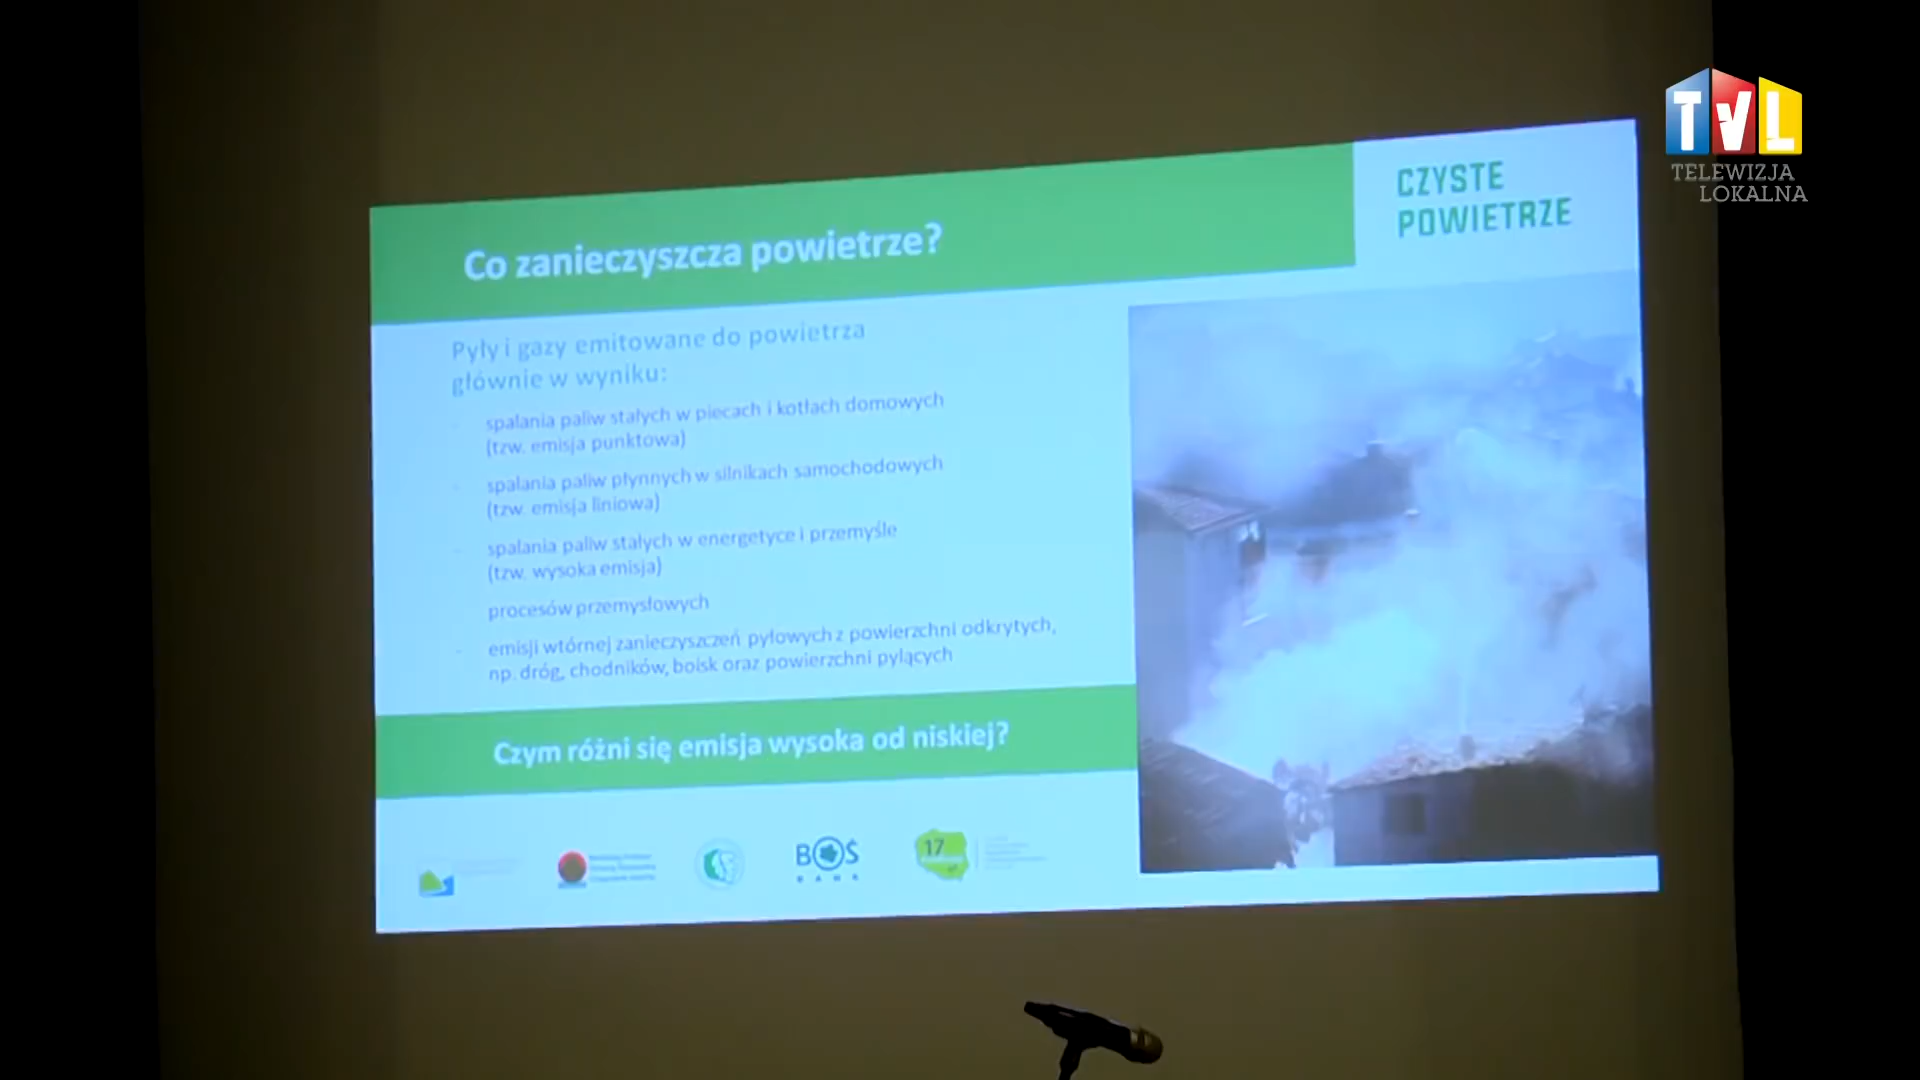 TVL
TELEWIZJA
LOKALNA
CZYSTE
POWIETRZE
Co zanieczyszcza powietrze?
Pyły i gazy emitowane do powietrza
głównie w wyniku:
- spalania paliw stałych w piecach i kotłach domowych
(tzw. emisja punktowa)
- spalania paliw płynnych w silnikach samochodowych
(tzw. emisja liniowa)
- spalania paliw stałych w energetyce i przemyśle
(tzw. wysoka emisja)
procesów przemysłowych
- emisji wtórnej zanieczyszczeń pyłowych z powierzchni odkrytych,
np. dróg, chodników, boisk oraz powierzchni pylących
Czym różni się emisja wysoka od niskiej?
BOŚ
BANK
17